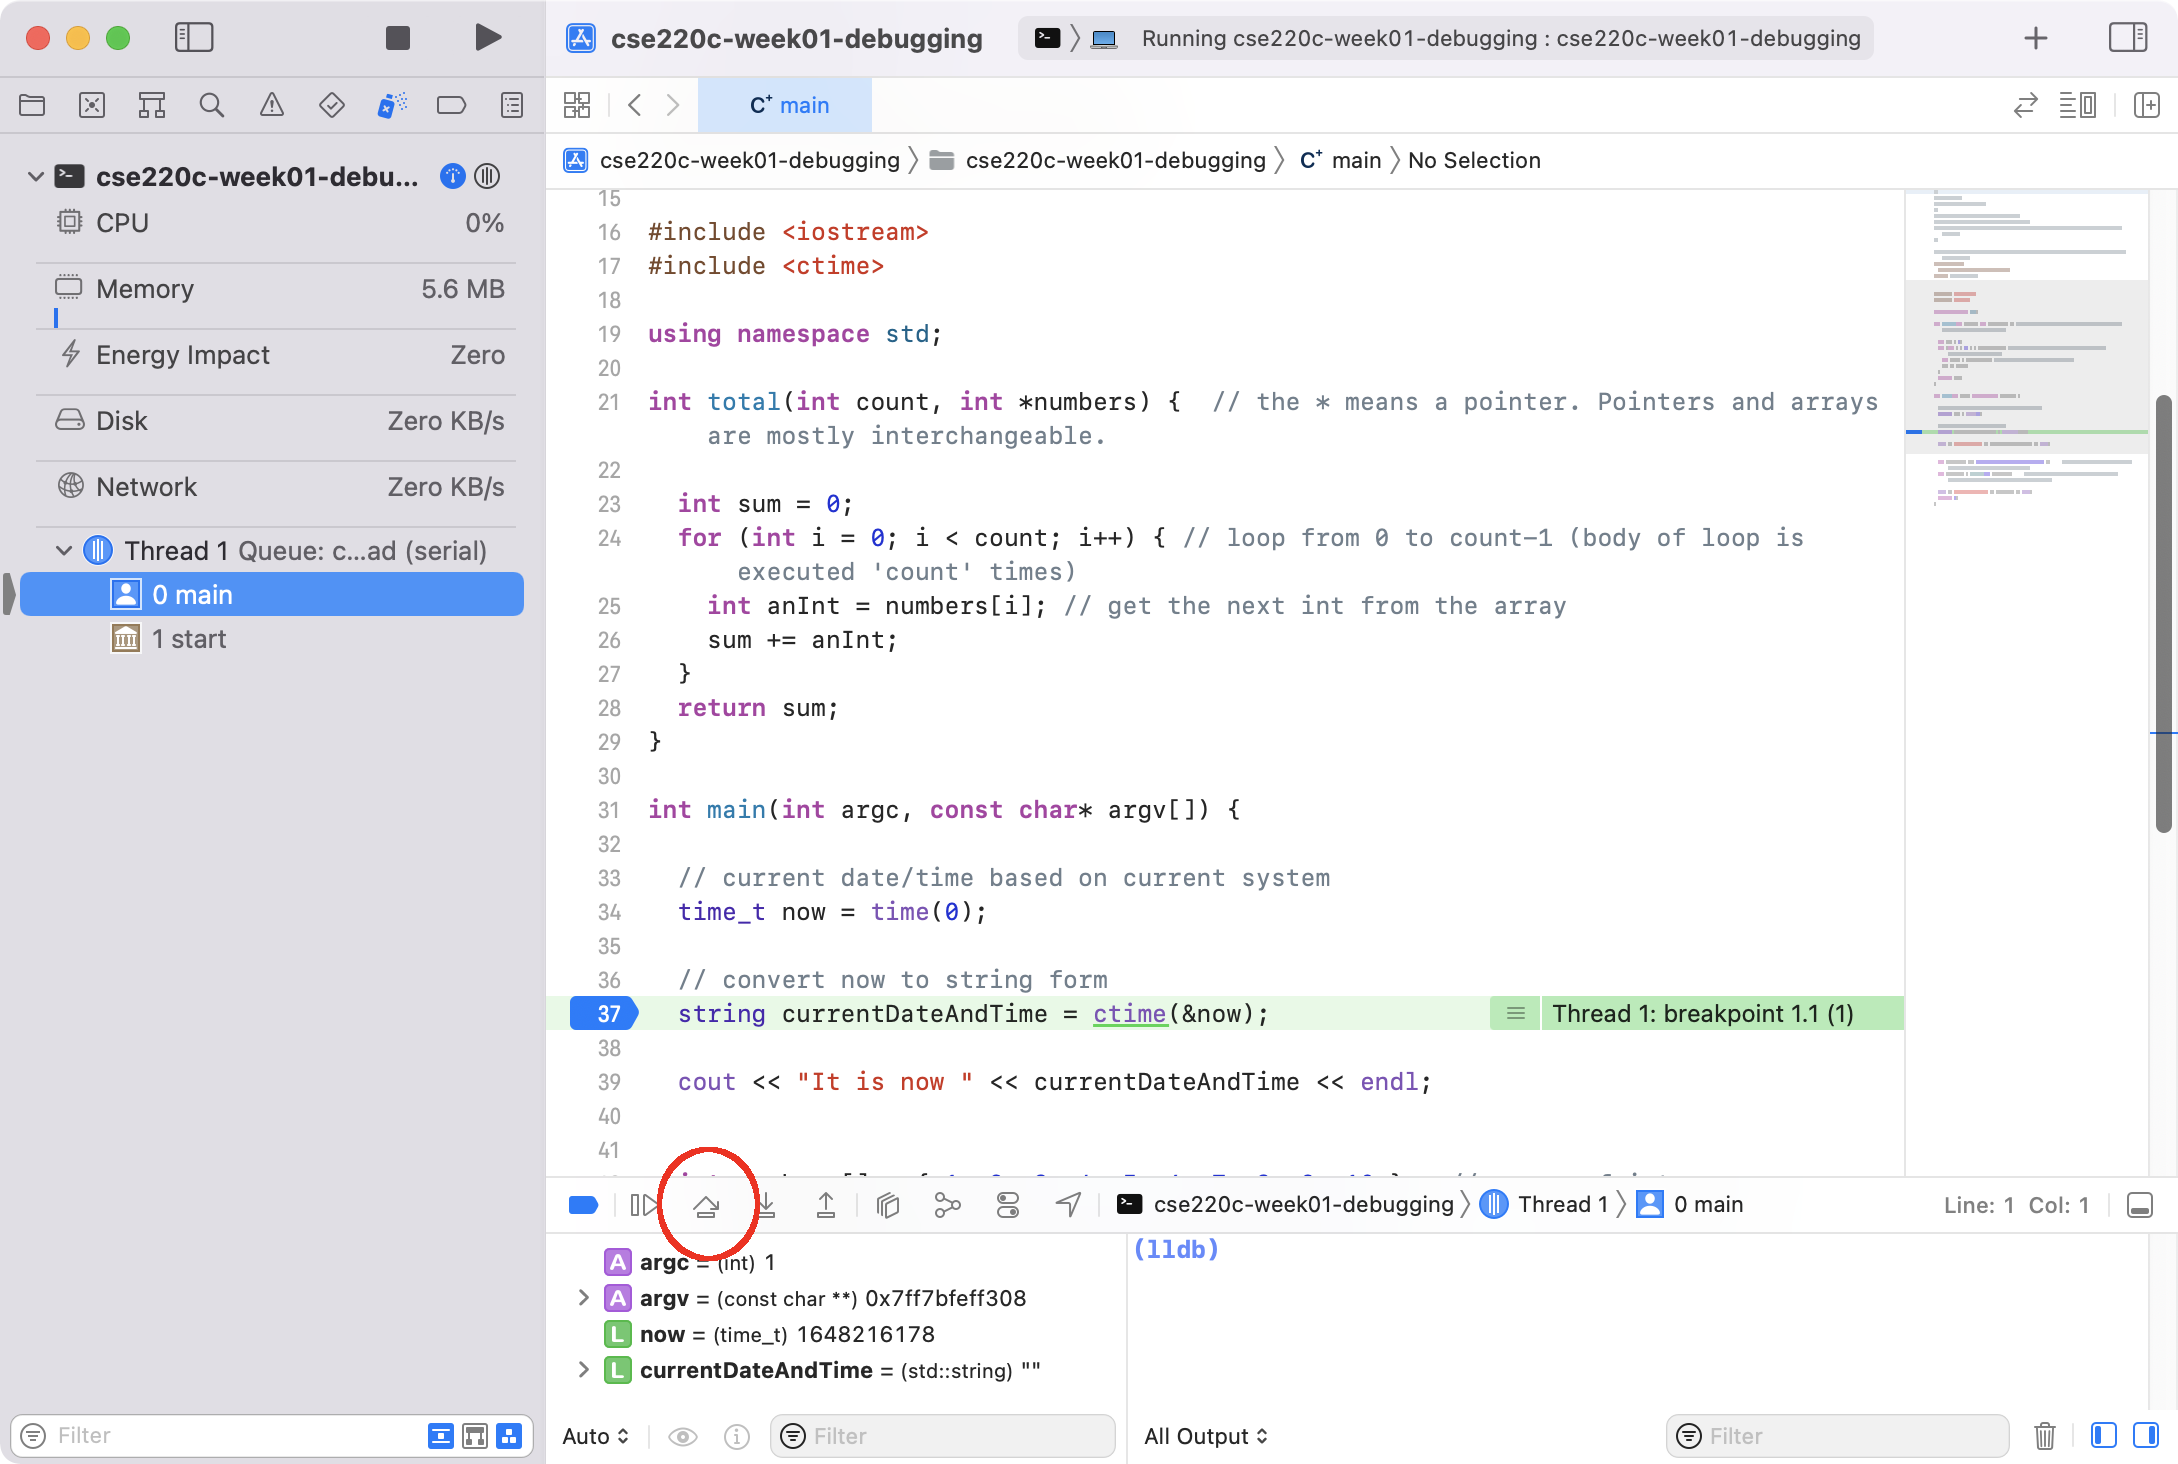 cse220c-week01-debugging
Running cse220c-week01-debugging : cse220c-week01-debugging
C+ main
cse220c-week01-debu...
CPU 0%
Memory 5.6 MB
Energy Impact Zero
Disk Zero KB/s
Network Zero KB/s
Thread 1 Queue: c...ad (serial)
0 main
1 start
Filter
cse220c-week01-debugging 〉 cse220c-week01-debugging 〉 C+ main 〉 No Selection
15
16 #include <iostream>
17 #include <ctime>
18
19 using namespace std;
20
21 int total(int count, int *numbers) {  // the * means a pointer. Pointers and arrays
are mostly interchangeable.
22
23 int sum = 0;
24 for (int i = 0; i < count; i++) { // loop from 0 to count-1 (body of loop is
executed 'count' times)
25 int anInt = numbers[i]; // get the next int from the array
26 sum += anInt;
27 }
28 return sum;
29 }
30
31 int main(int argc, const char* argv[]) {
32
33 // current date/time based on current system
34 time_t now = time(0);
35
36 // convert now to string form
37 string currentDateAndTime = ctime(&now); Thread 1: breakpoint 1.1 (1)
38
39 cout << "It is now " << currentDateAndTime << endl;
40
41
cse220c-week01-debugging 〉 Thread 1 〉 0 main Line: 1 Col: 1
A argc = (int) 1
A argv = (const char **) 0x7ff7bfeff308
L now = (time_t) 1648216178
L currentDateAndTime = (std::string) ""
Auto Filter
(lldb)
All Output Filter